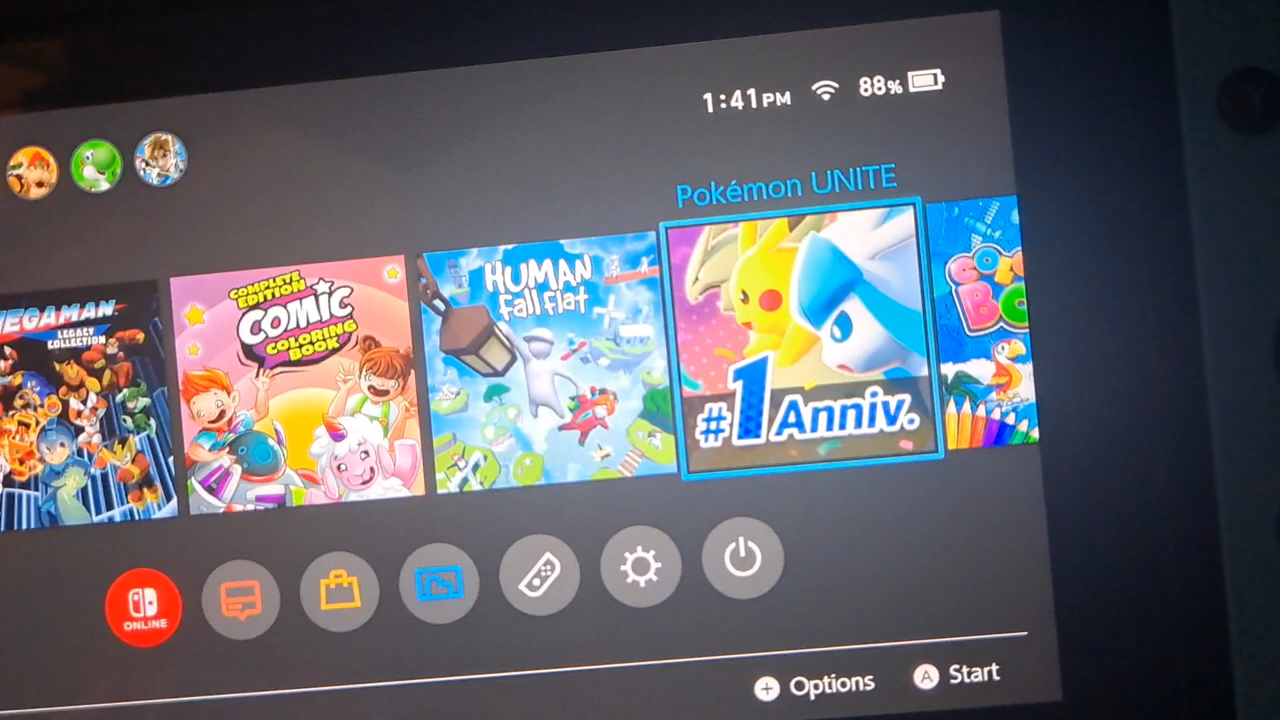 1:41PM
88%
Pokémon UNITE
MEGAMAN
LEGACY
COLLECTION
COMPLETE
EDITION
COMIC
COLORING
BOOK
HUMAN
fall flat
#1 Anniv.
ONLINE
+ Options
A Start